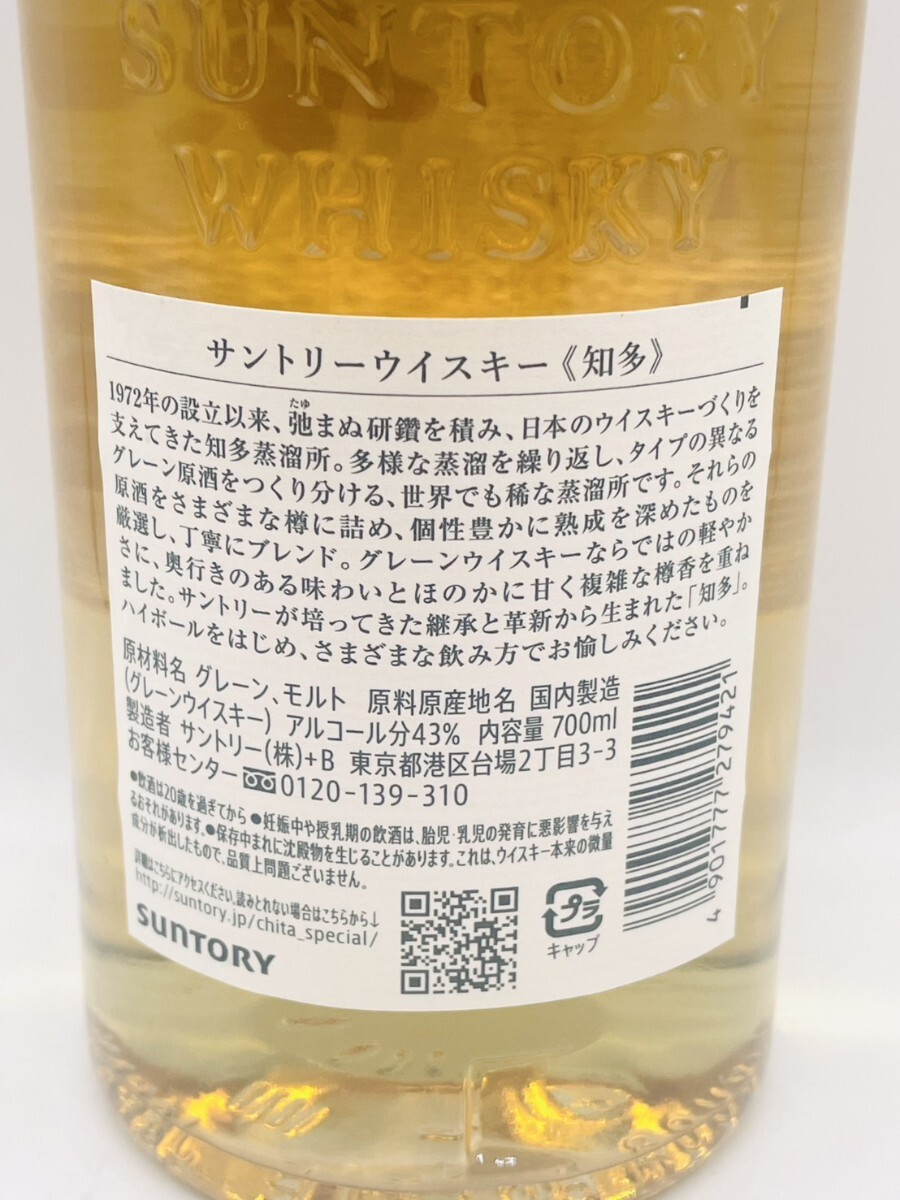 SUNTORY
WHISKY
サントリーウイスキー《知多》
たゆ
1972年の設立以来、弛まぬ研鑽を積み、日本のウイスキーづくりを
支えてきた知多蒸溜所。多様な蒸溜を繰り返し、タイプの異なる
グレーン原酒をつくり分ける、世界でも稀な蒸溜所です。それらの
原酒をさまざまな樽に詰め、個性豊かに熟成を深めたものを
厳選し、丁寧にブレンド。グレーンウイスキーならではの軽やか
さに、奥行きのある味わいとほのかに甘く複雑な樽香を重ね
ました。サントリーが培ってきた継承と革新から生まれた「知多」。
ハイボールをはじめ、さまざまな飲み方でお愉しみください。
原材料名 グレーン、モルト 原料原産地名 国内製造
(グレーンウイスキー) アルコール分43% 内容量 700ml
製造者 サントリー(株)+B 東京都港区台場2丁目3-3
お客様センター 0120-139-310
●飲酒は20歳を過ぎてから ●妊娠中や授乳期の飲酒は、胎児・乳児の発育に悪影響を与え
るおそれがあります。●保存中まれに沈殿物を生じることがあります。これは、ウイスキー本来の微量
成分が析出したもので、品質上問題ございません。
詳細はこちらにアクセスください。読みとれない場合はこちらから↓
http://suntory.jp/chita_special/
SUNTORY
プラ
キャップ
4 901777 279421